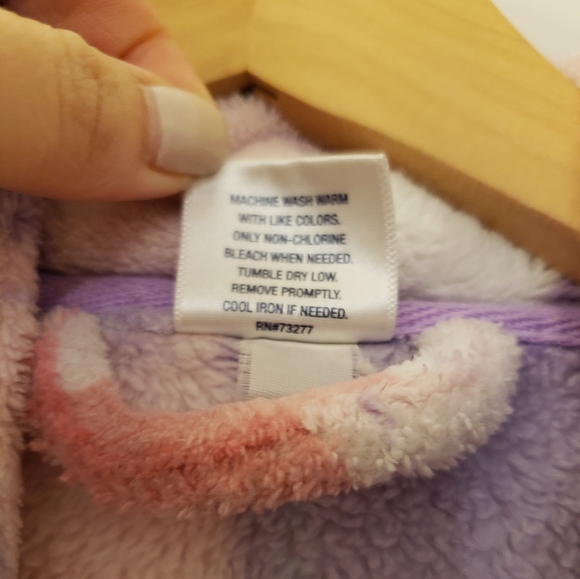 MACHINE WASH WARM
WITH LIKE COLORS.
ONLY NON-CHLORINE
BLEACH WHEN NEEDED.
TUMBLE DRY LOW.
REMOVE PROMPTLY.
COOL IRON IF NEEDED.
RN#73277